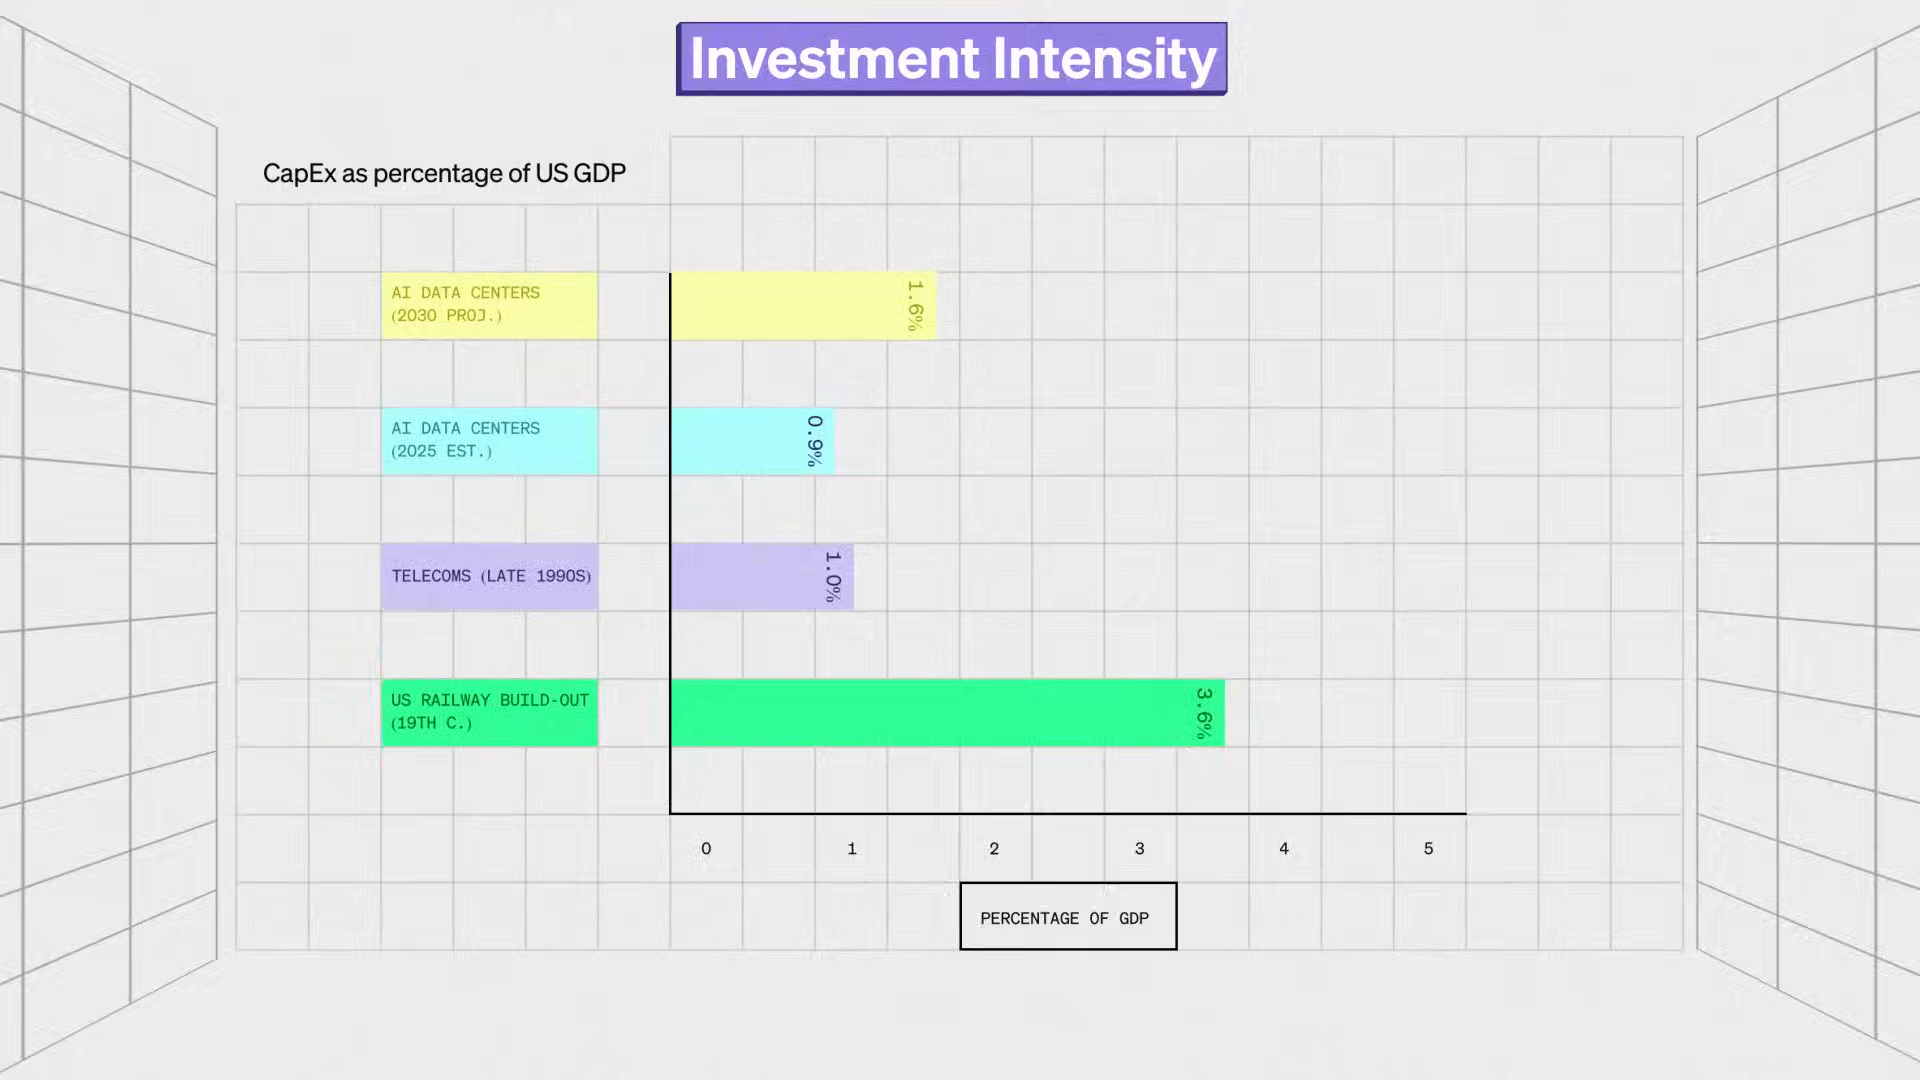 Investment Intensity
CapEx as percentage of US GDP
AI DATA CENTERS
(2030 PROJ.)
1.6%
AI DATA CENTERS
(2025 EST.)
0.9%
TELECOMS (LATE 1990S)
1.0%
US RAILWAY BUILD-OUT
(19TH C.)
3.6%
0 1 2 3 4 5
PERCENTAGE OF GDP